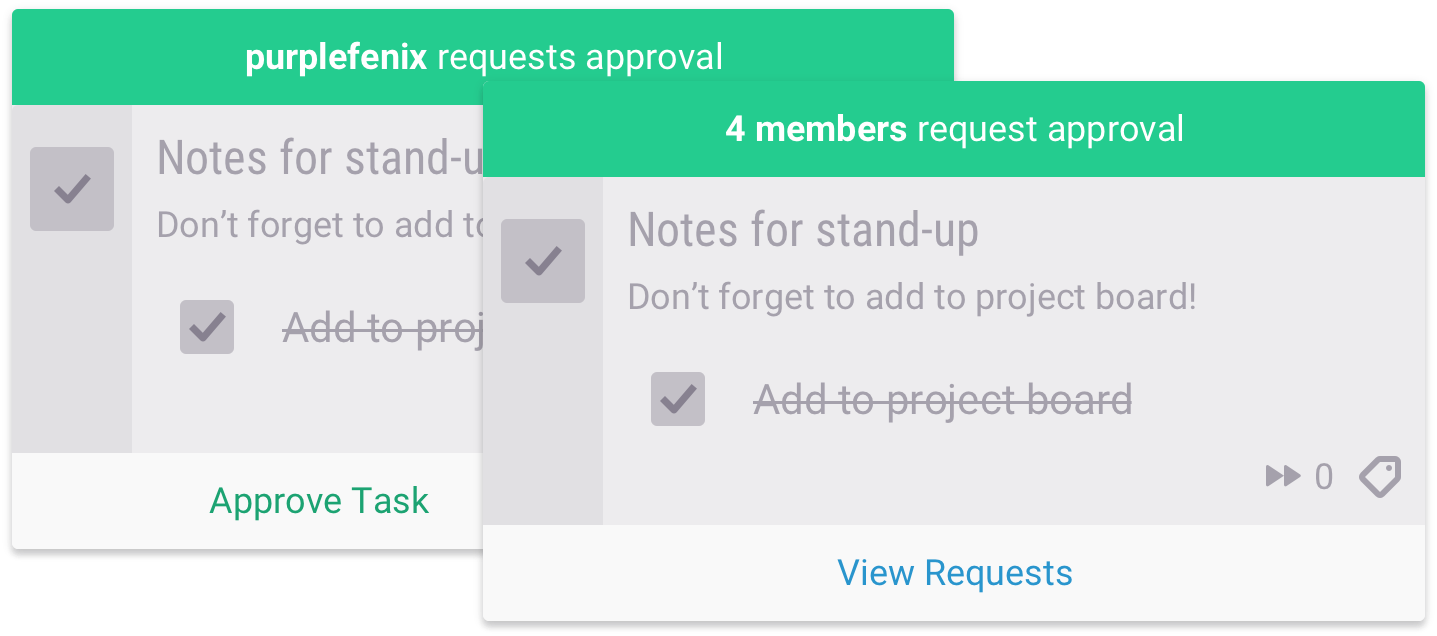 purplefenix requests approval
Notes for stand-u
Don’t forget to add to
Add to proj
Approve Task
4 members request approval
Notes for stand-up
Don’t forget to add to project board!
Add to project board
0
View Requests